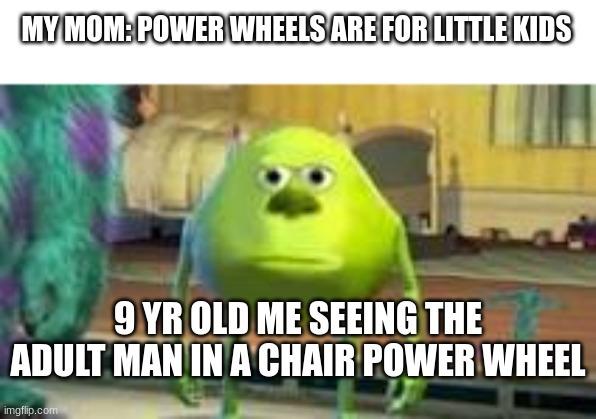 MY MOM: POWER WHEELS ARE FOR LITTLE KIDS
9 YR OLD ME SEEING THE
ADULT MAN IN A CHAIR POWER WHEEL
imgflip.com